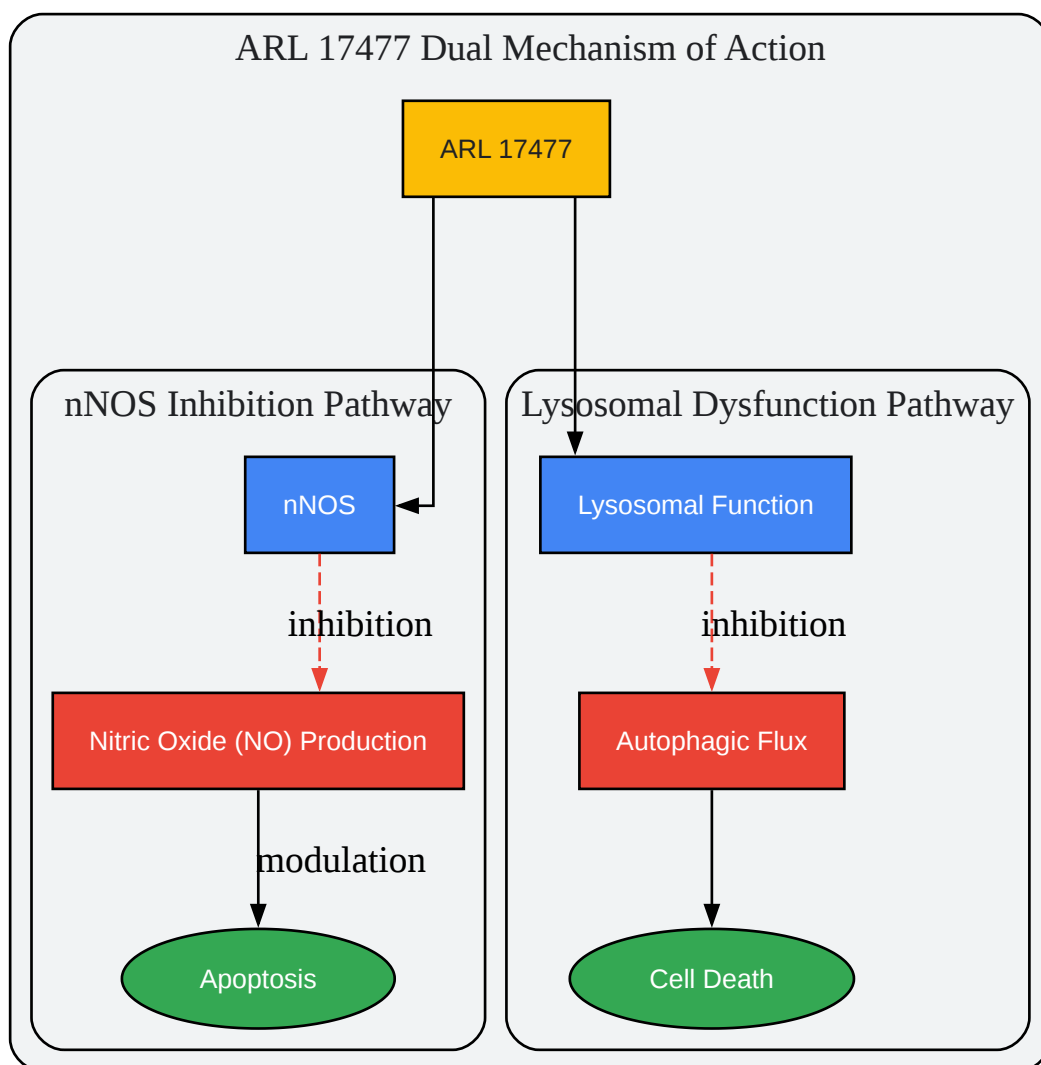 ARL 17477 Dual Mechanism of Action
ARL 17477
nNOS Inhibition Pathway
nNOS
inhibition
Nitric Oxide (NO) Production
modulation
Apoptosis
Lysosomal Dysfunction Pathway
Lysosomal Function
inhibition
Autophagic Flux
Cell Death